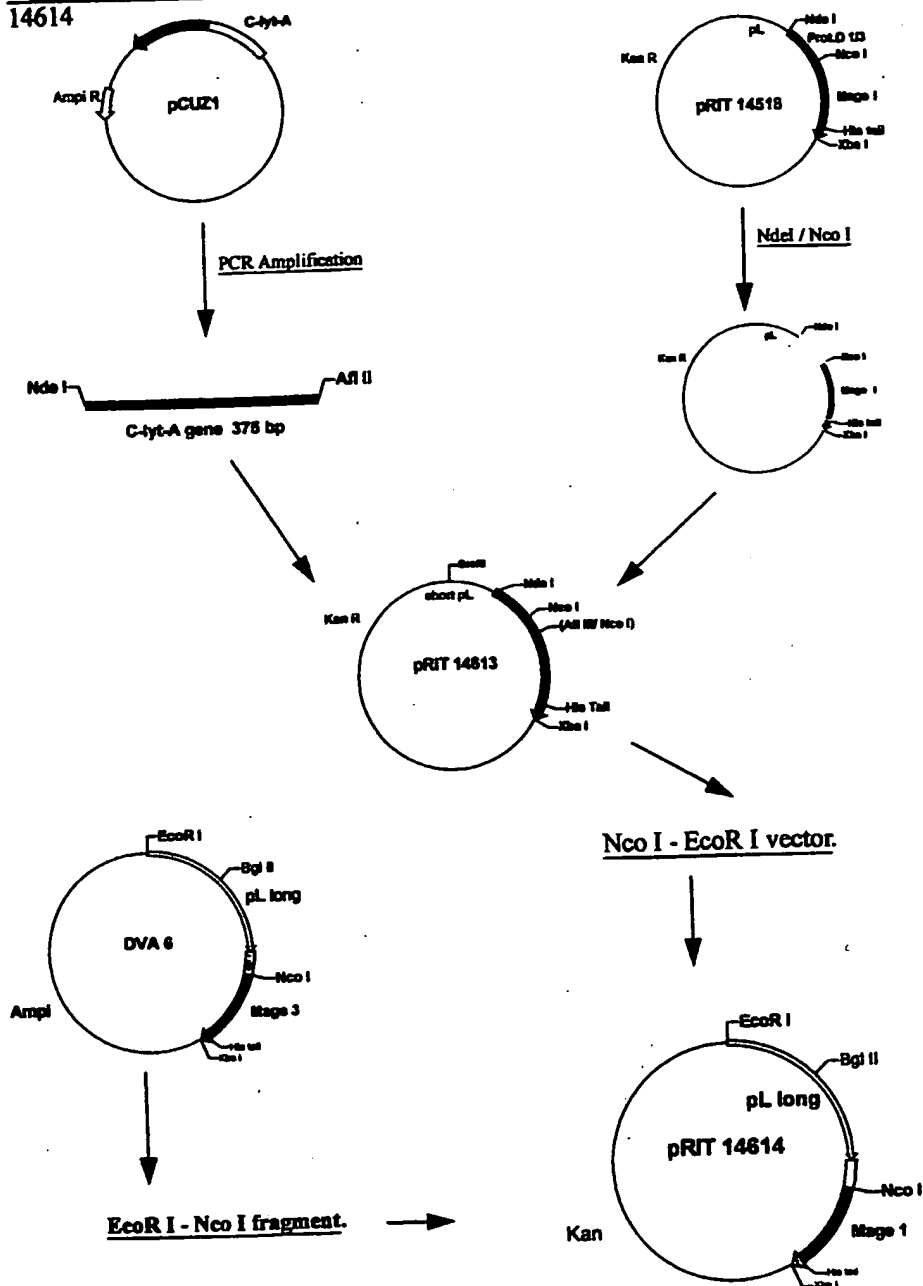 14614
C-lyt-A
Ampi R
pCUZ1
PCR Amplification
Nde I
Afl II
C-lyt-A gene 375 bp
pL
Nde I
Prot.D 1/3
Nco I
Kan R
pRIT 14518
Mage I
His tail
Xba I
NdeI / Nco I
pL
Nde I
Kan R
Nco I
Mage I
His tail
Xba I
short pL
Nde I
Nco I
(Afl III/ Nco I)
Kan R
pRIT 14613
His Tail
Xba I
Nco I - EcoR I vector.
EcoR I
Bgl II
pL long
DVA 6
Nco I
Ampi
Mage 3
His tail
Xba I
EcoR I - Nco I fragment.
EcoR I
Bgl II
pL long
pRIT 14614
Nco I
Kan
Mage 1
His tail
Xba I